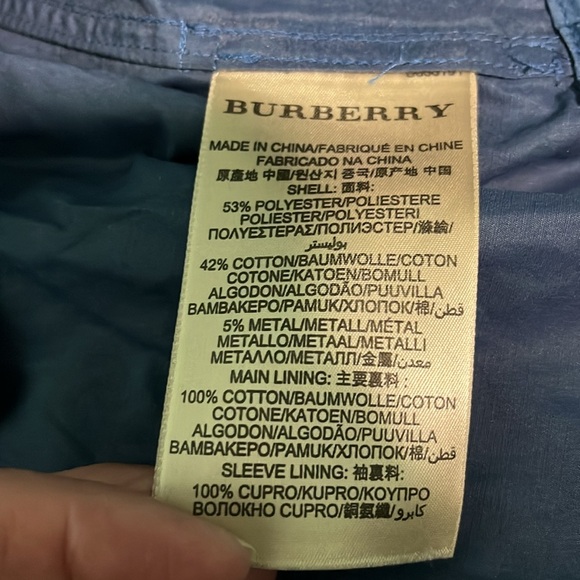 BURBERRY
MADE IN CHINA/FABRIQUÉ EN CHINE
FABRICADO NA CHINA
原產地 中國/원산지 중국/原产地 中国
SHELL: 面料:
53% POLYESTER/POLIESTERE
POLIESTER/POLYESTERI
ΠΟΛΥΕΣΤΕΡΑΣ/ПОЛИЭСТЕР/滌綸/
بوليستر
42% COTTON/BAUMWOLLE/COTON
COTONE/KATOEN/BOMULL
ALGODON/ALGODÃO/PUUVILLA
BAMBAKEPO/PAMUK/ХЛОПОК/棉/قطن
5% METAL/METALL/MÉTAL
METALLO/METAAL/METALLI
ΜΕΤΑΛΛΟ/МЕТАЛЛ/金屬/معدن
MAIN LINING: 主要裏料:
100% COTTON/BAUMWOLLE/COTON
COTONE/KATOEN/BOMULL
ALGODON/ALGODÃO/PUUVILLA
BAMBAKEPO/PAMUK/ХЛОПОК/棉/قطن
SLEEVE LINING: 袖裏料:
100% CUPRO/KUPRO/ΚΟΥΠΡΟ
ВОЛОКНО CUPRO/銅氨纖/كابرو